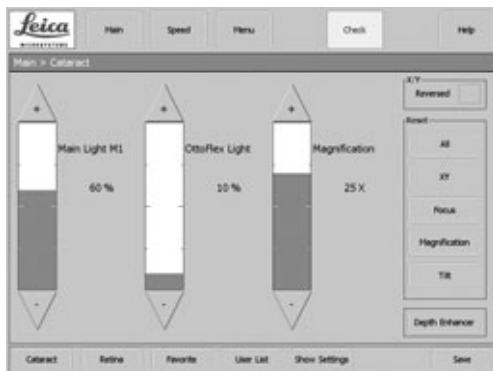 Leica
MICROSYSTEMS
Main
Speed
Menu
Check
Help
Main > Cataract
+
Main Light M1
60 %
-
+
OttoFlex Light
10 %
-
+
Magnification
25 X
-
X/Y
Reversed
Reset
All
XY
Focus
Magnification
Tilt
Depth Enhancer
Cataract
Retina
Favorite
User List
Show Settings
Save